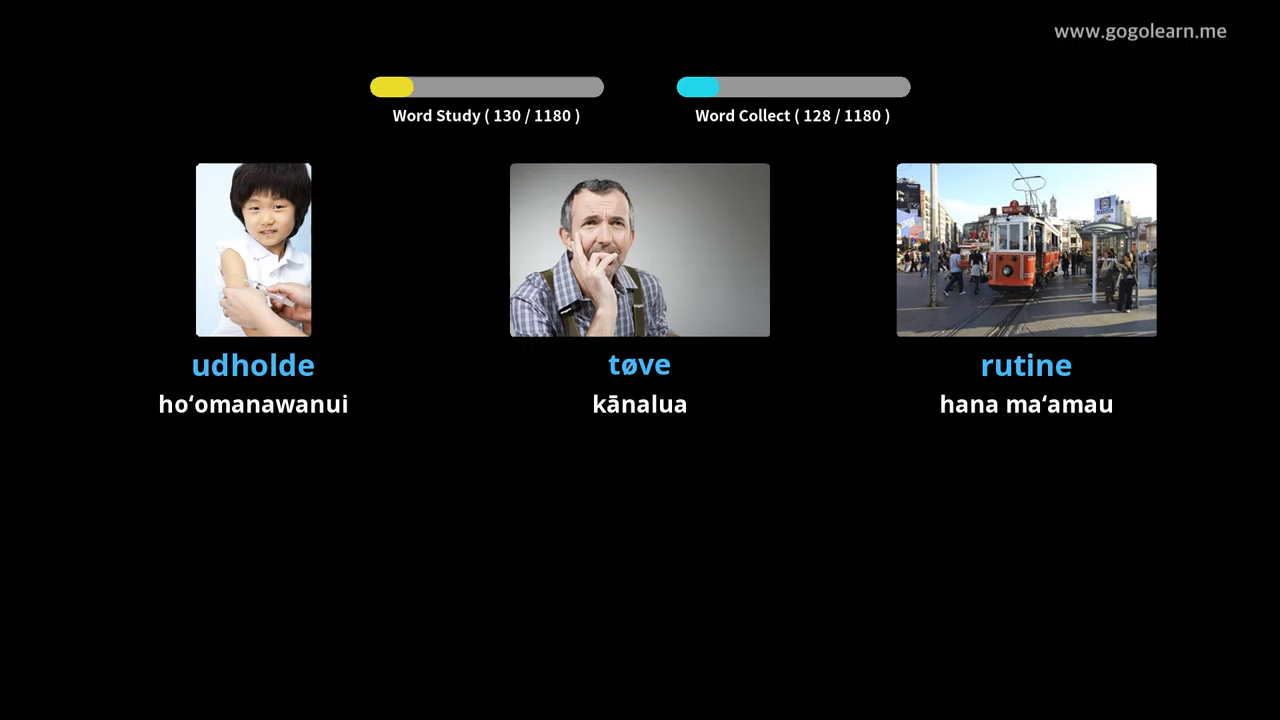 www.gogolearn.me
Word Study ( 130 / 1180 )
Word Collect ( 128 / 1180 )
udholde
tøve
rutine
hoʻomanawanui
kānalua
hana maʻamau